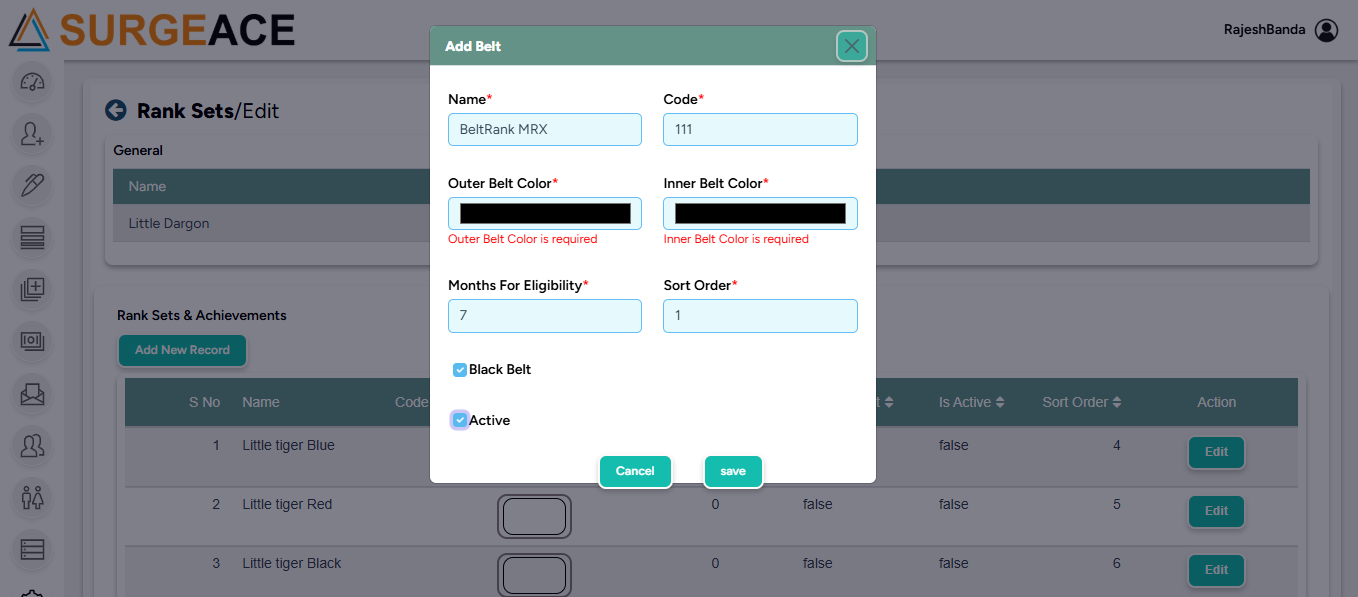 SURGEACE
RajeshBanda
Rank Sets/Edit
General
Name
Little Dargon
Rank Sets & Achievements
Add New Record
S No Name Code t Is Active Sort Order Action
1 Little tiger Blue false 4 Edit
2 Little tiger Red 0 false false 5 Edit
3 Little tiger Black 0 false false 6 Edit
Add Belt
Name* Code*
BeltRank MRX 111
Outer Belt Color* Inner Belt Color*
Outer Belt Color is required Inner Belt Color is required
Months For Eligibility* Sort Order*
7 1
Black Belt
Active
Cancel save